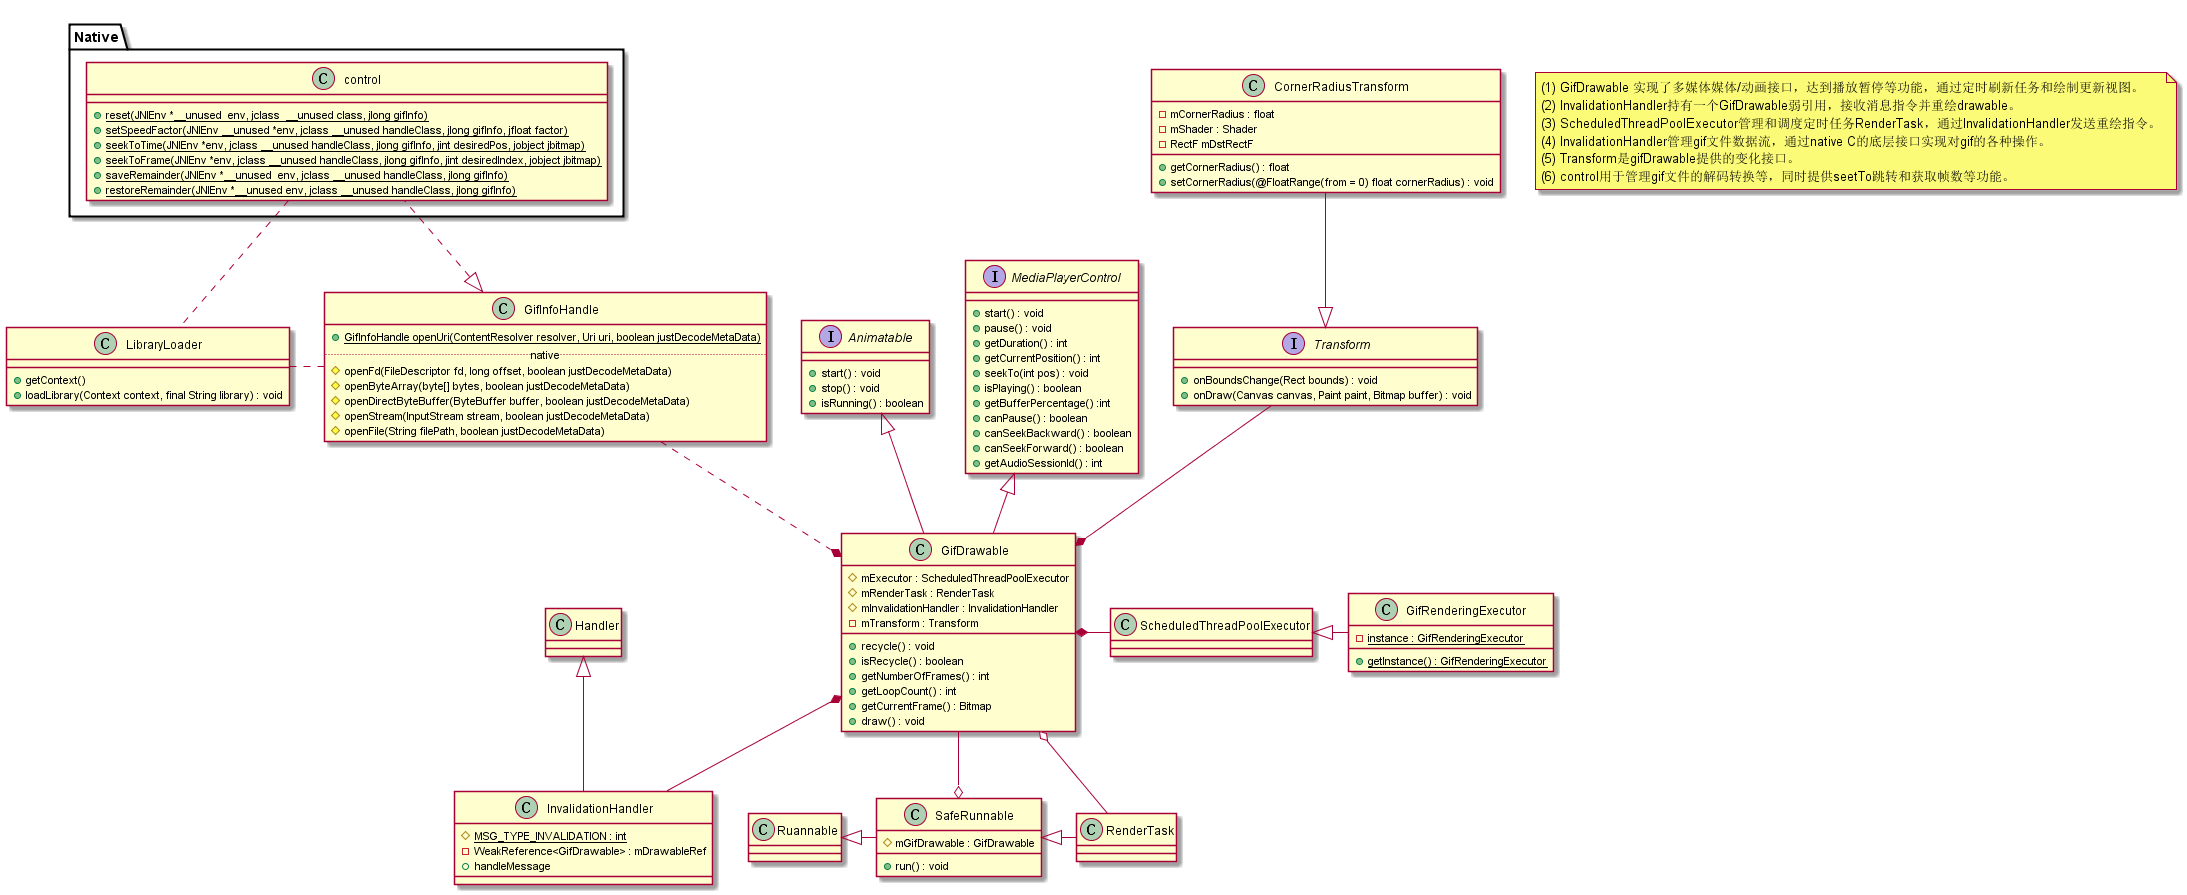 Native
C control
reset(JNIEnv *__unused  env, jclass  __unused class, jlong gifInfo)
setSpeedFactor(JNIEnv __unused *env, jclass __unused handleClass, jlong gifInfo, jfloat factor)
seekToTime(JNIEnv *env, jclass __unused handleClass, jlong gifInfo, jint desiredPos, jobject jbitmap)
seekToFrame(JNIEnv *env, jclass __unused handleClass, jlong gifInfo, jint desiredIndex, jobject jbitmap)
saveRemainder(JNIEnv *__unused  env, jclass __unused handleClass, jlong gifInfo)
restoreRemainder(JNIEnv *__unused env, jclass __unused handleClass, jlong gifInfo)
C CornerRadiusTransform
mCornerRadius : float
mShader : Shader
RectF mDstRectF
getCornerRadius() : float
setCornerRadius(@FloatRange(from = 0) float cornerRadius) : void
(1) GifDrawable 实现了多媒体媒体/动画接口，达到播放暂停等功能，通过定时刷新任务和绘制更新视图。
(2) InvalidationHandler持有一个GifDrawable弱引用，接收消息指令并重绘drawable。
(3) ScheduledThreadPoolExecutor管理和调度定时任务RenderTask，通过InvalidationHandler发送重绘指令。
(4) InvalidationHandler管理gif文件数据流，通过native C的底层接口实现对gif的各种操作。
(5) Transform是gifDrawable提供的变化接口。
(6) control用于管理gif文件的解码转换等，同时提供seetTo跳转和获取帧数等功能。
C LibraryLoader
getContext()
loadLibrary(Context context, final String library) : void
C GifInfoHandle
GifInfoHandle openUri(ContentResolver resolver, Uri uri, boolean justDecodeMetaData)
native
openFd(FileDescriptor fd, long offset, boolean justDecodeMetaData)
openByteArray(byte[] bytes, boolean justDecodeMetaData)
openDirectByteBuffer(ByteBuffer buffer, boolean justDecodeMetaData)
openStream(InputStream stream, boolean justDecodeMetaData)
openFile(String filePath, boolean justDecodeMetaData)
I Animatable
start() : void
stop() : void
isRunning() : boolean
I MediaPlayerControl
start() : void
pause() : void
getDuration() : int
getCurrentPosition() : int
seekTo(int pos) : void
isPlaying() : boolean
getBufferPercentage() :int
canPause() : boolean
canSeekBackward() : boolean
canSeekForward() : boolean
getAudioSessionId() : int
I Transform
onBoundsChange(Rect bounds) : void
onDraw(Canvas canvas, Paint paint, Bitmap buffer) : void
C GifDrawable
mExecutor : ScheduledThreadPoolExecutor
mRenderTask : RenderTask
mInvalidationHandler : InvalidationHandler
mTransform : Transform
recycle() : void
isRecycle() : boolean
getNumberOfFrames() : int
getLoopCount() : int
getCurrentFrame() : Bitmap
draw() : void
C Handler
C ScheduledThreadPoolExecutor
C GifRenderingExecutor
instance : GifRenderingExecutor
getInstance() : GifRenderingExecutor
C InvalidationHandler
MSG_TYPE_INVALIDATION : int
WeakReference<GifDrawable> : mDrawableRef
handleMessage
C Ruannable
C SafeRunnable
mGifDrawable : GifDrawable
run() : void
C RenderTask